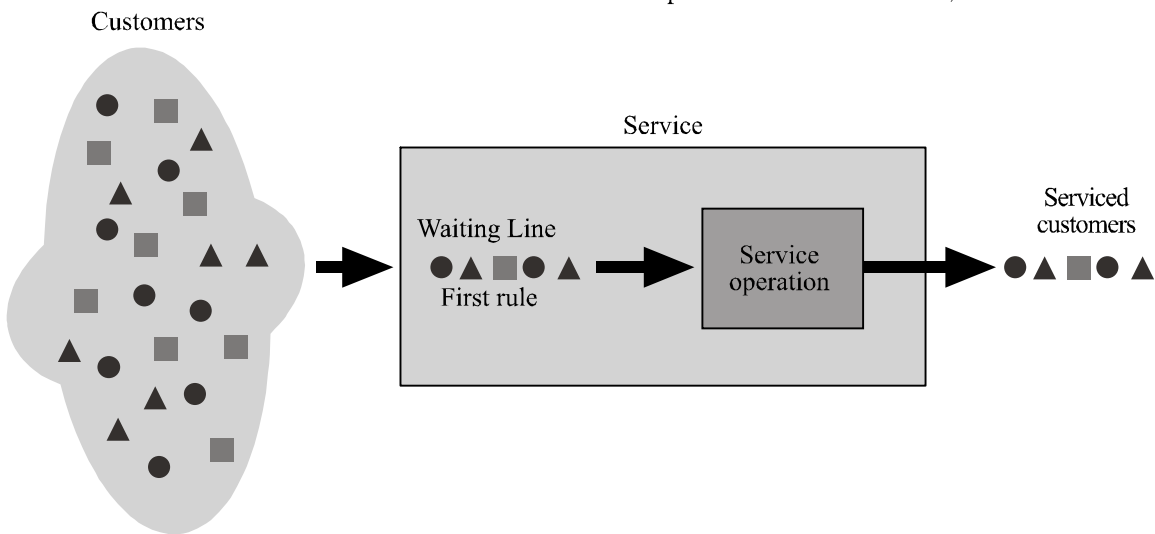 Customers
Service
Waiting Line
First rule
Service
operation
Serviced
customers